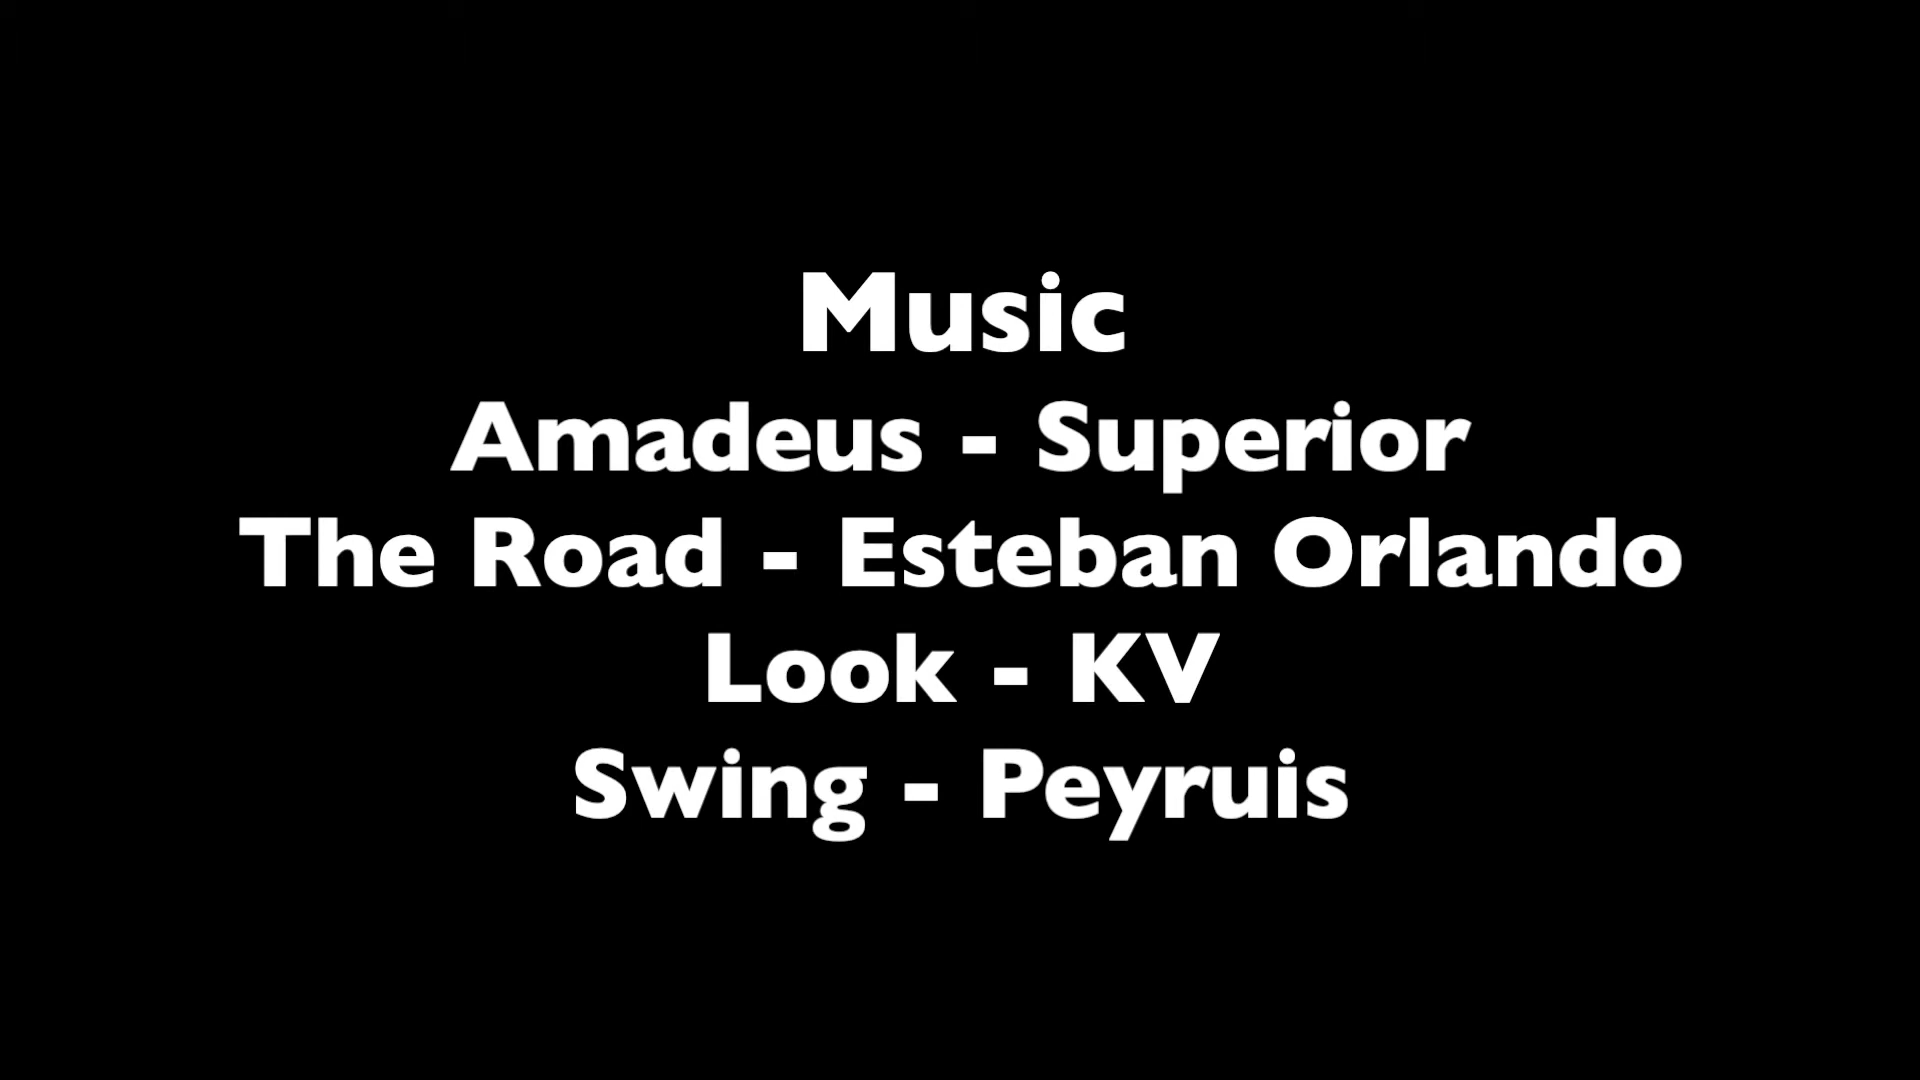 Music
Amadeus - Superior
The Road - Esteban Orlando
Look - KV
Swing - Peyruis